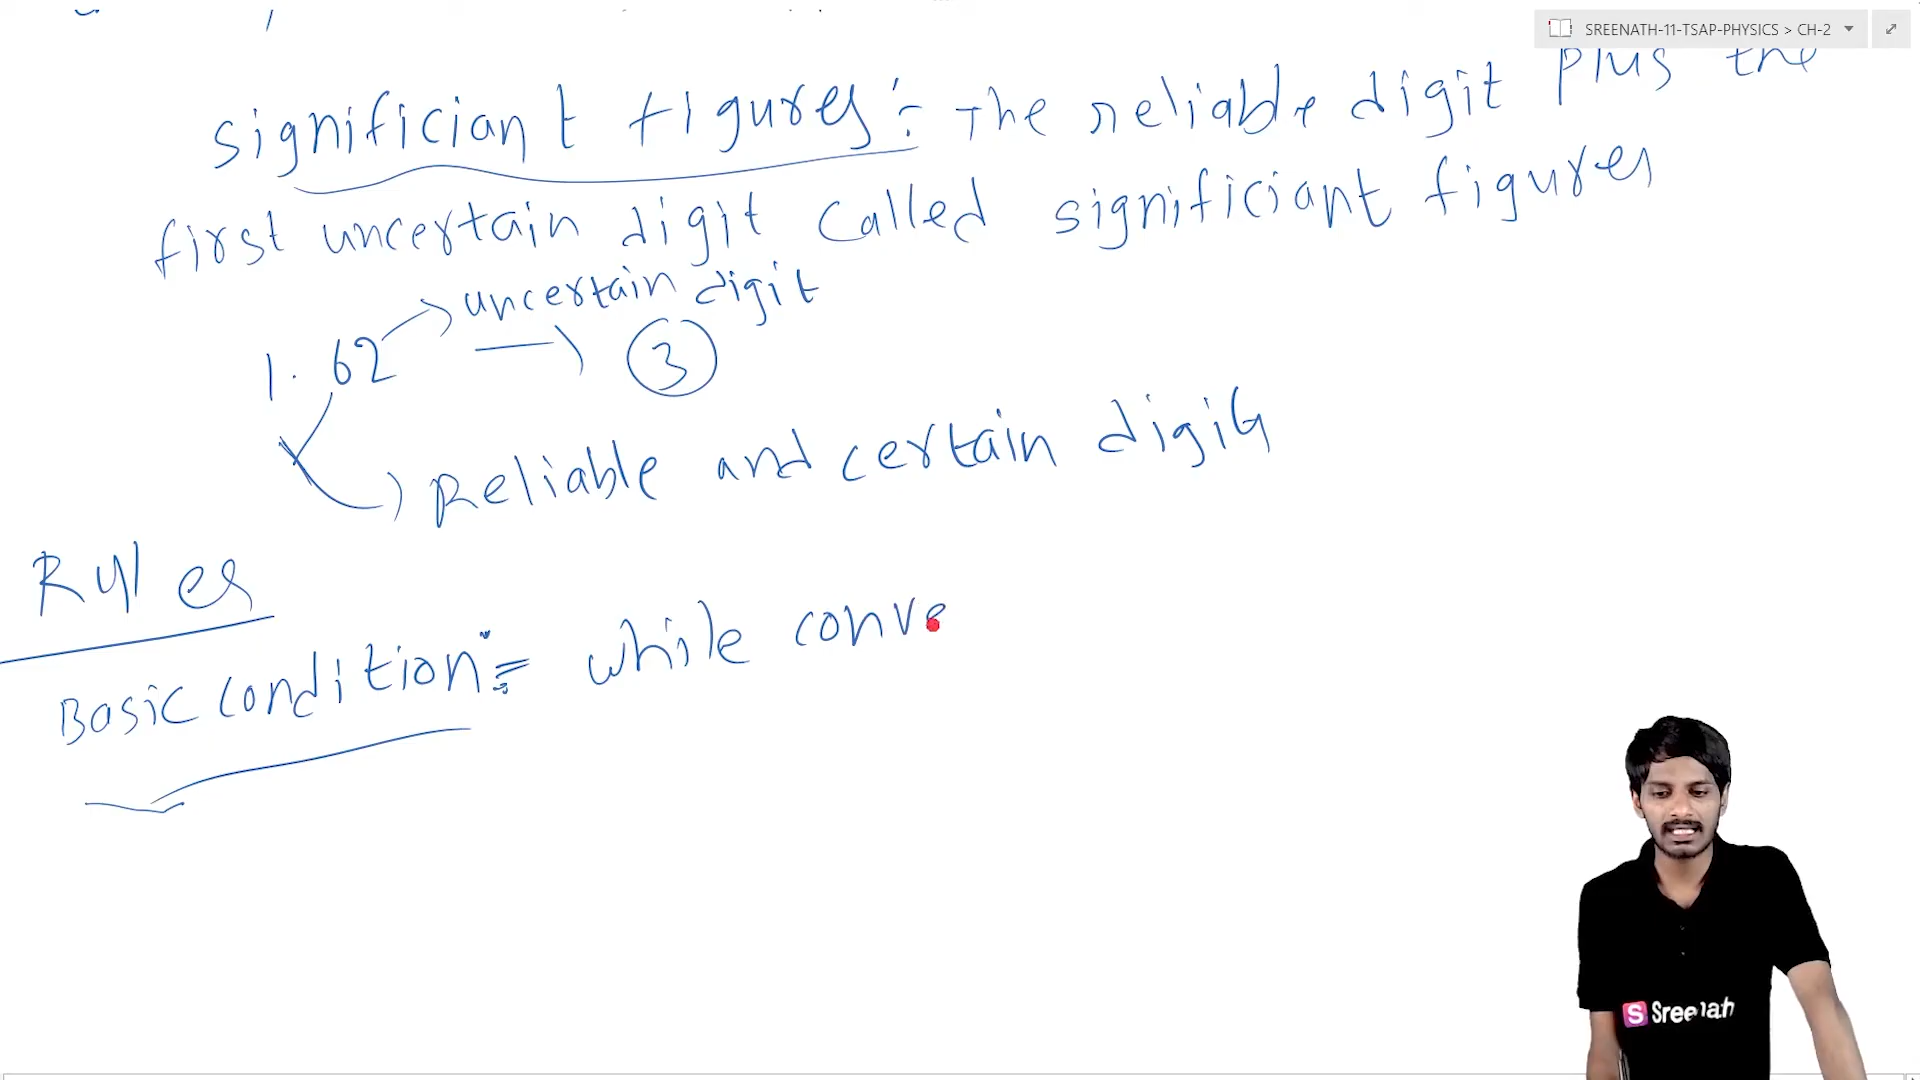 SREENATH-11-TSAP-PHYSICS > CH-2
significiant figures :- The reliable digit plus the
first uncertain digit called significiant figures
uncertain digit
1.62 → 3
Reliable and certain digits
Rules
Basic condition := while conve
S Sreenath